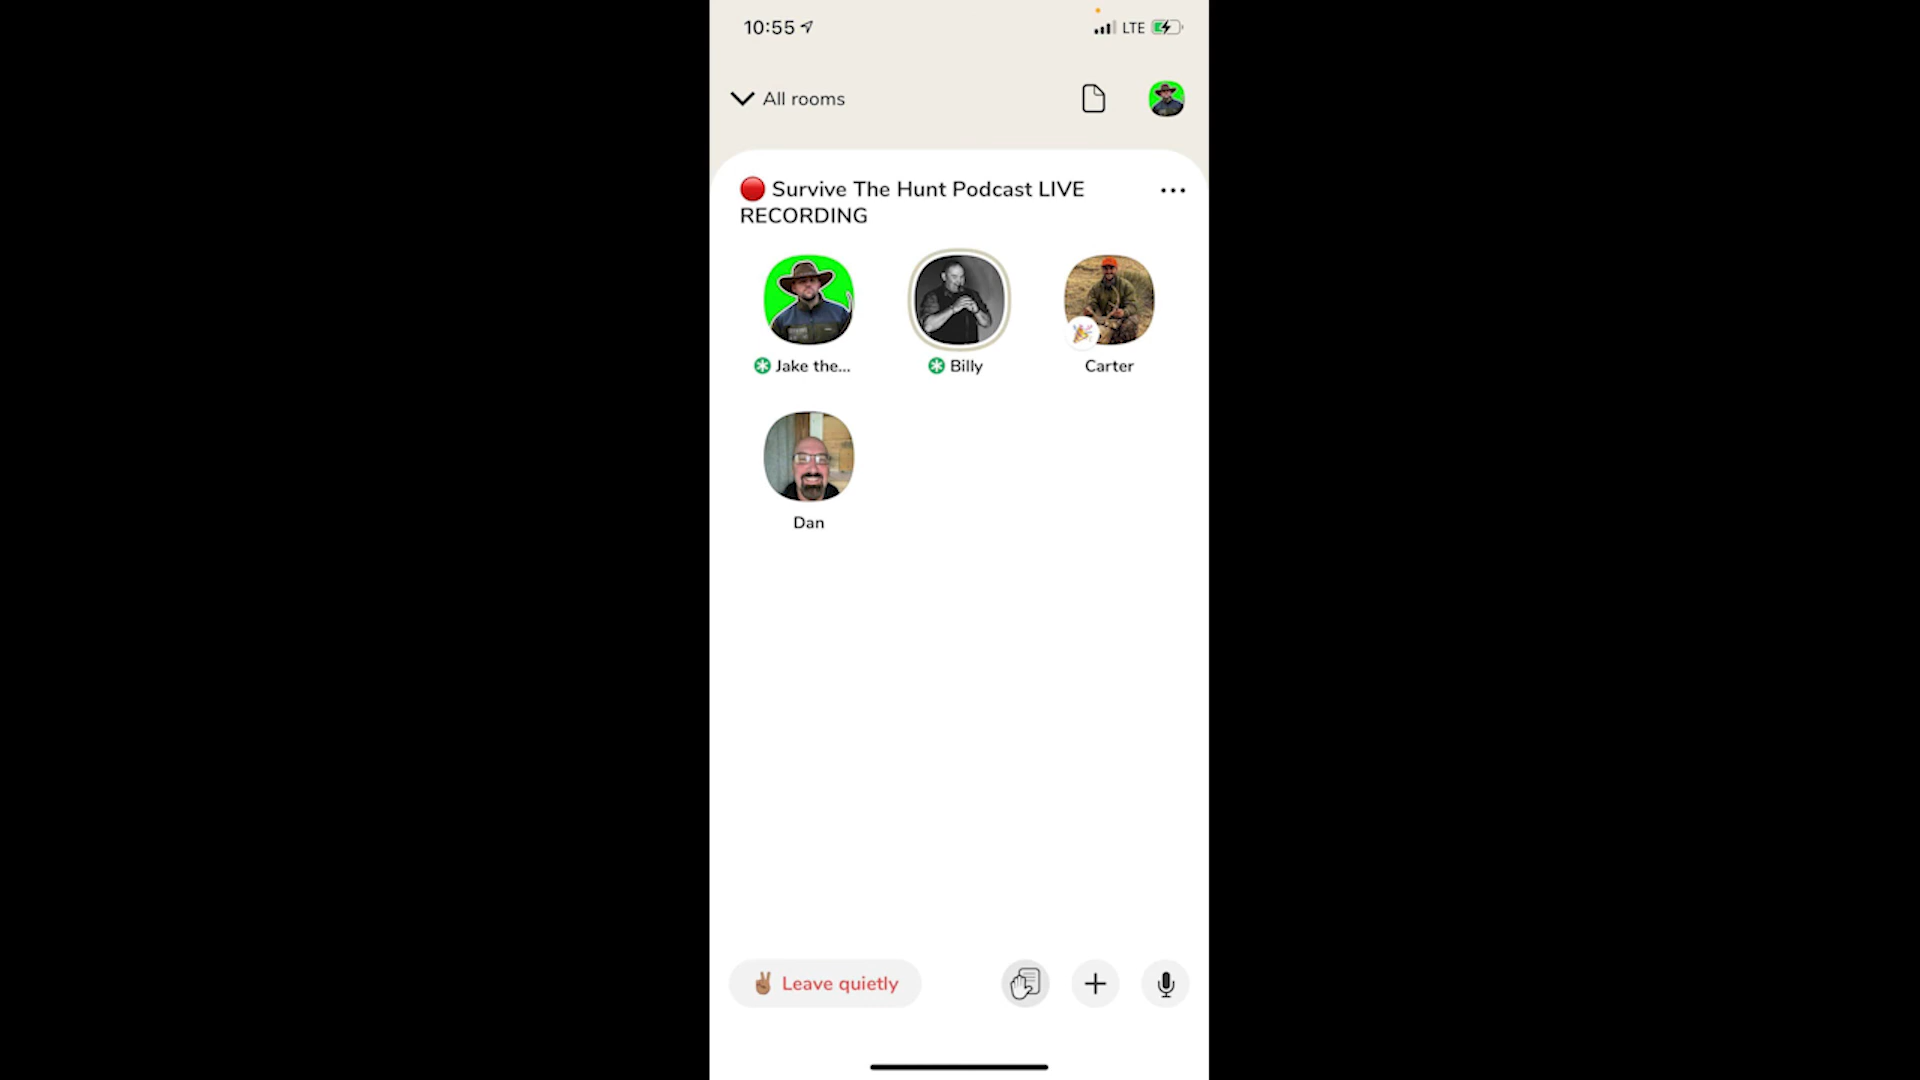 10:55
LTE
All rooms
Survive The Hunt Podcast LIVE
RECORDING
Jake the...
Billy
Carter
Dan
Leave quietly